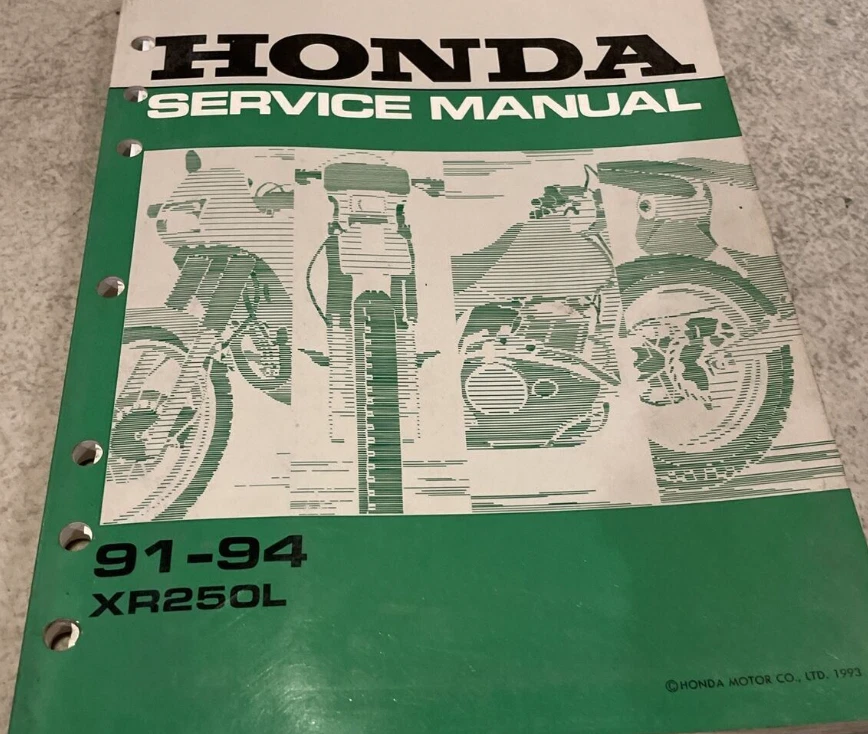 HONDA
SERVICE MANUAL
91-94
XR250L
©HONDA MOTOR CO., LTD. 1993